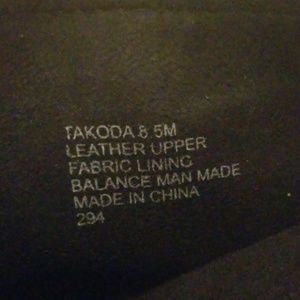 TAKODA 8.5M
LEATHER UPPER
FABRIC LINING
BALANCE MAN MADE
MADE IN CHINA
294